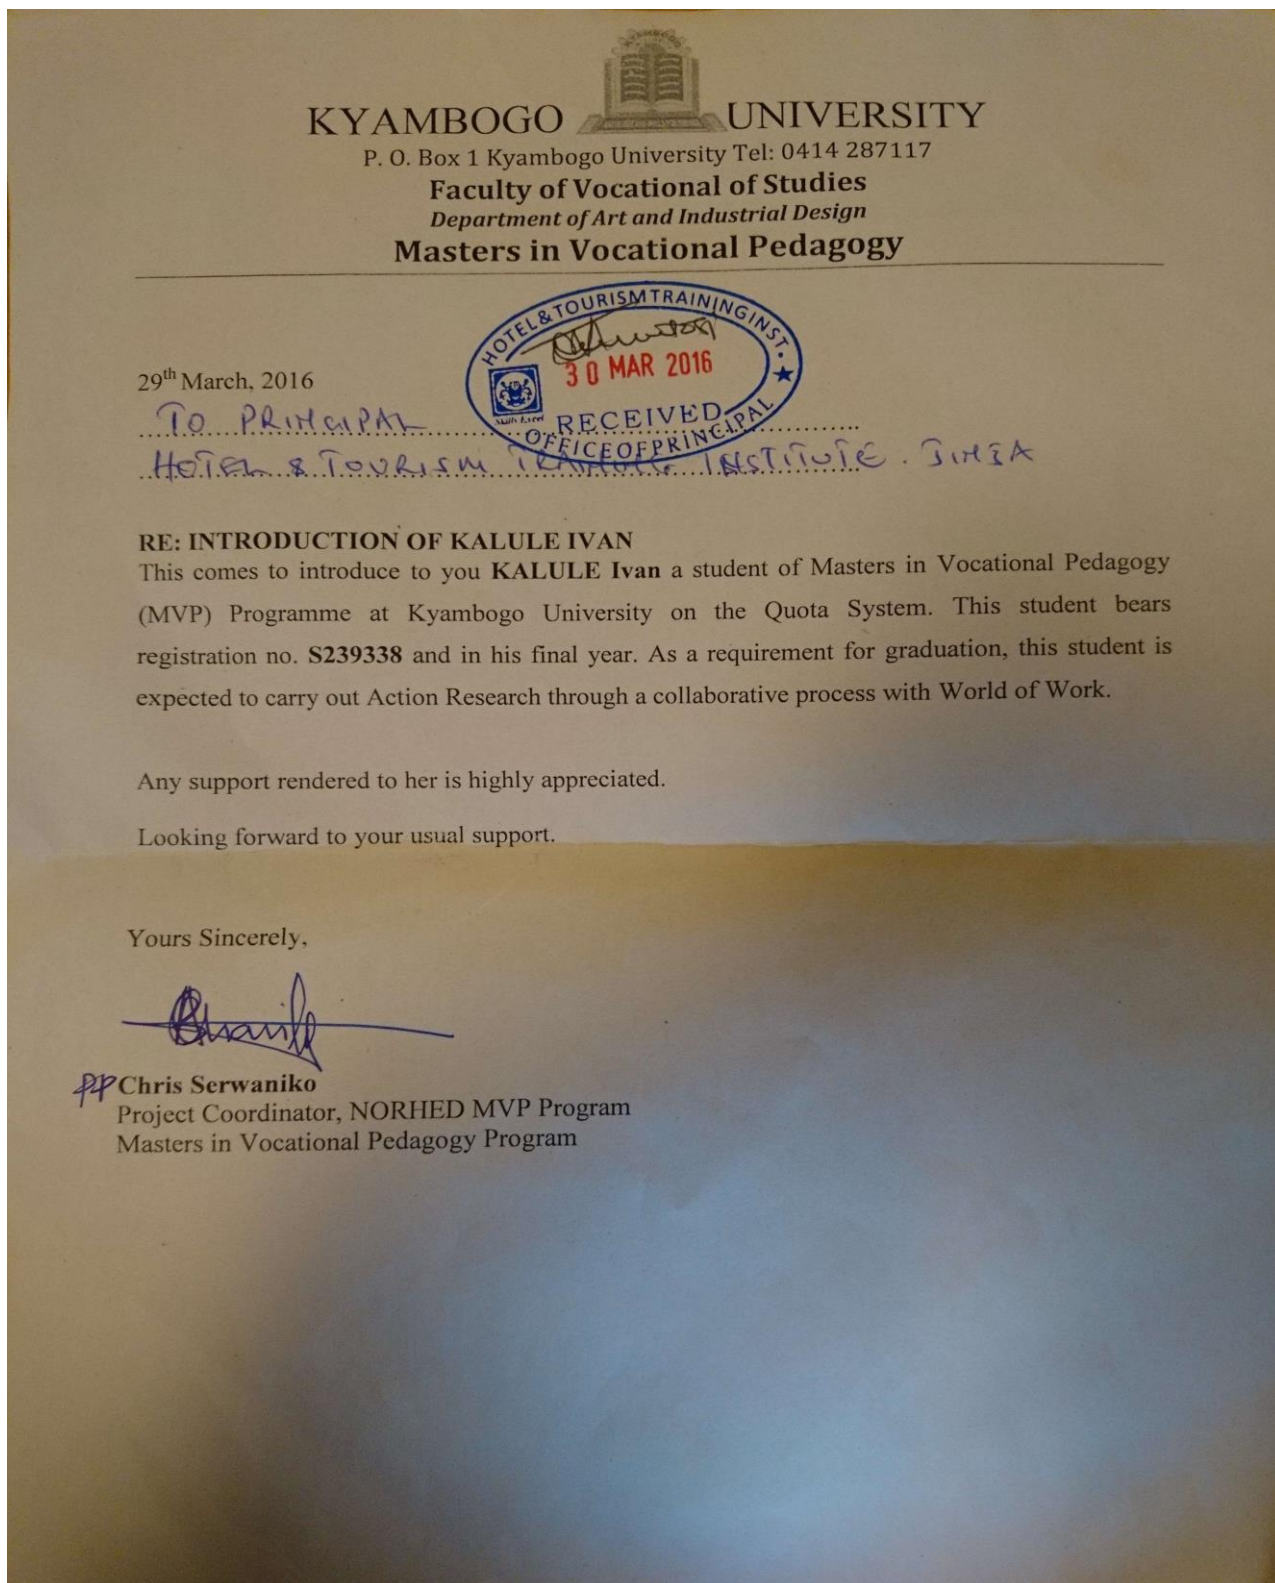 KYAMBOGO
KYAMBOGO UNIVERSITY
P. O. Box 1 Kyambogo University Tel: 0414 287117
Faculty of Vocational of Studies
Department of Art and Industrial Design
Masters in Vocational Pedagogy
HOTEL & TOURISM TRAINING INST.
30 MAR 2016
RECEIVED
OFFICE OF PRINCIPAL
29th March, 2016
TO PRINCIPAL
HOTEL & TOURISM TRAINING INSTITUTE. JINJA
RE: INTRODUCTION OF KALULE IVAN
This comes to introduce to you KALULE Ivan a student of Masters in Vocational Pedagogy
(MVP) Programme at Kyambogo University on the Quota System. This student bears
registration no. S239338 and in his final year. As a requirement for graduation, this student is
expected to carry out Action Research through a collaborative process with World of Work.
Any support rendered to her is highly appreciated.
Looking forward to your usual support.
Yours Sincerely,
PP Chris Serwaniko
Project Coordinator, NORHED MVP Program
Masters in Vocational Pedagogy Program